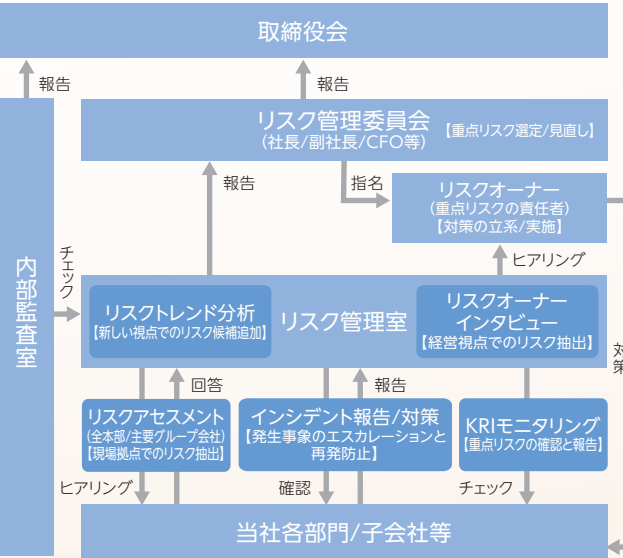 取締役会
報告
報告
リスク管理委員会
(社長/副社長/CFO等)
【重点リスク選定/見直し】
報告
指名
リスクオーナー
(重点リスクの責任者)
【対策の立系/実施】
ヒアリング
チェック
内部監査室
リスクトレンド分析
【新しい視点でのリスク候補追加】
リスク管理室
リスクオーナー
インタビュー
【経営視点でのリスク抽出】
対策
回答
報告
リスクアセスメント
(全本部/主要グループ会社)
【現場拠点でのリスク抽出】
インシデント報告/対策
【発生事象のエスカレーションと
再発防止】
KRIモニタリング
【重点リスクの確認と報告】
ヒアリング
確認
チェック
当社各部門/子会社等